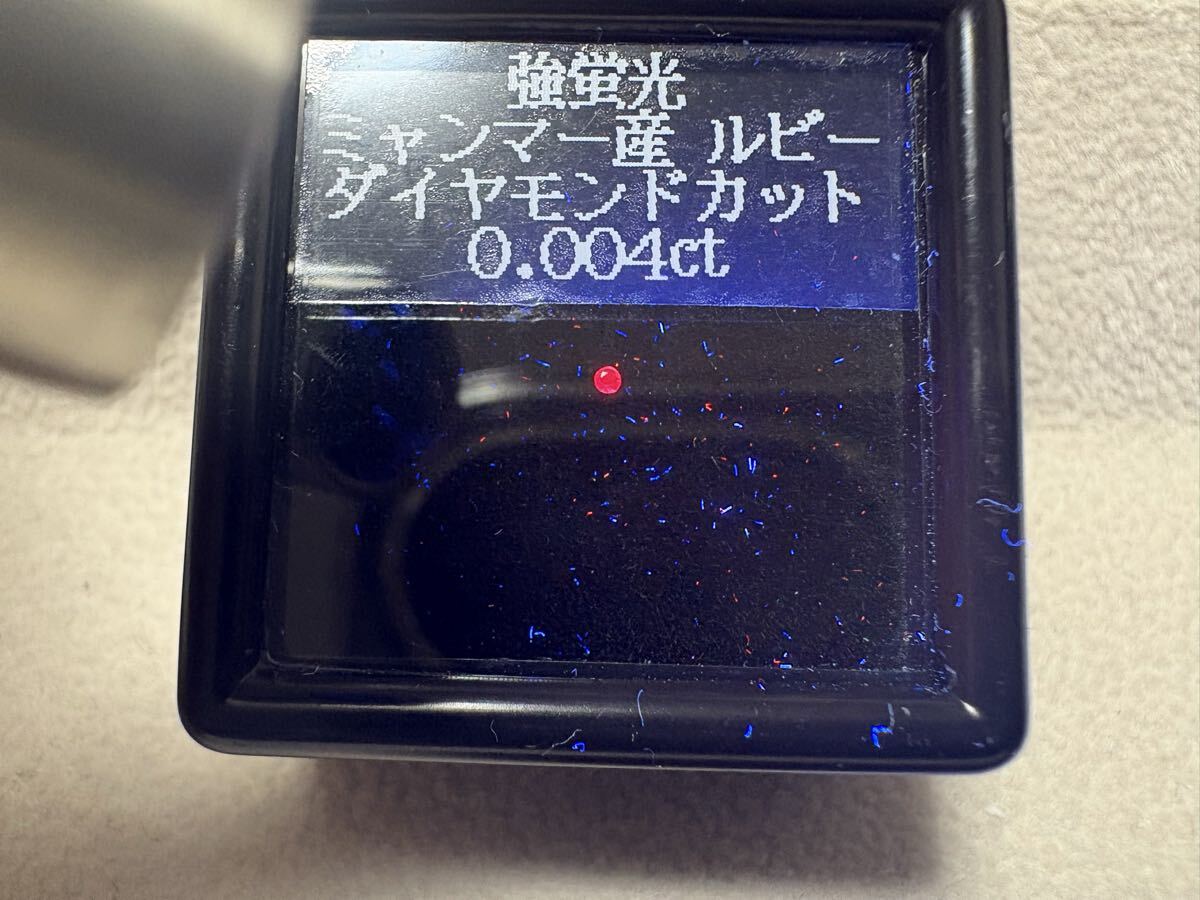 強蛍光
ミャンマー産 ルビー
ダイヤモンドカット
0.004ct